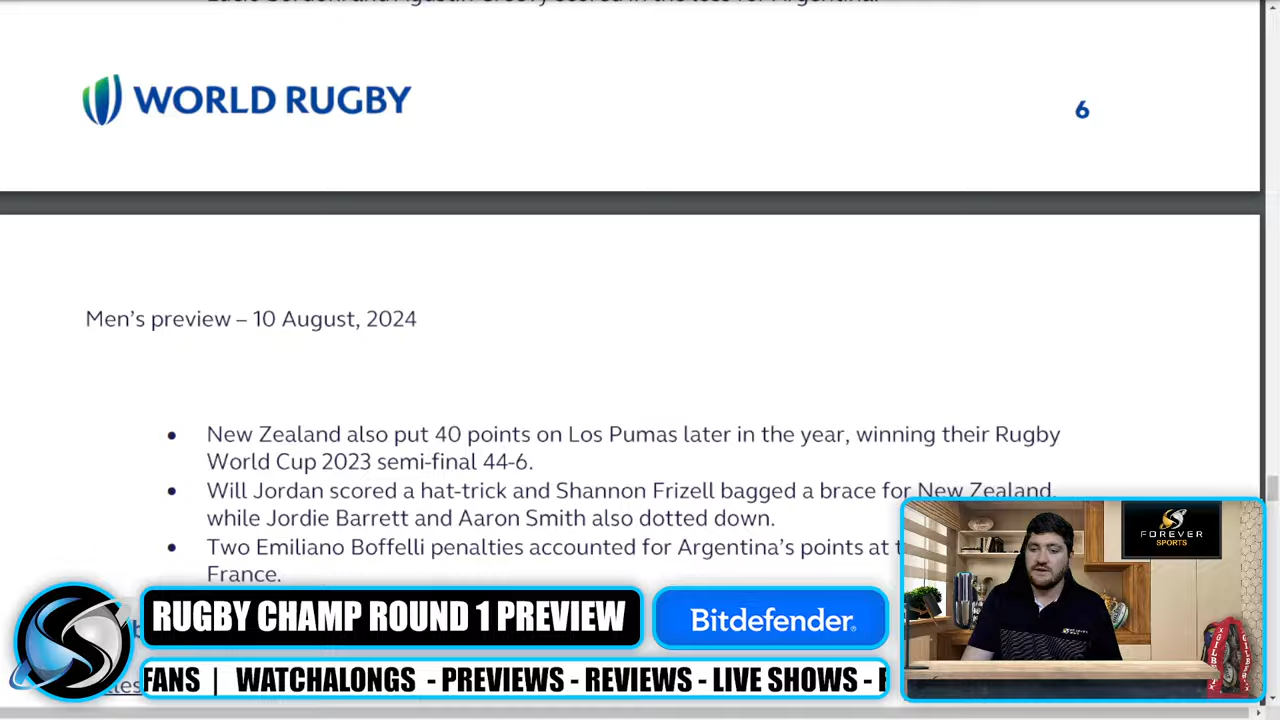 WORLD RUGBY
6
Men's preview – 10 August, 2024
New Zealand also put 40 points on Los Pumas later in the year, winning their Rugby
World Cup 2023 semi-final 44-6.
Will Jordan scored a hat-trick and Shannon Frizell bagged a brace for New Zealand,
while Jordie Barrett and Aaron Smith also dotted down.
Two Emiliano Boffelli penalties accounted for Argentina's points at
France.
FOREVER
SPORTS
RUGBY CHAMP ROUND 1 PREVIEW
Bitdefender
FANS | WATCHALONGS - PREVIEWS - REVIEWS - LIVE SHOWS -